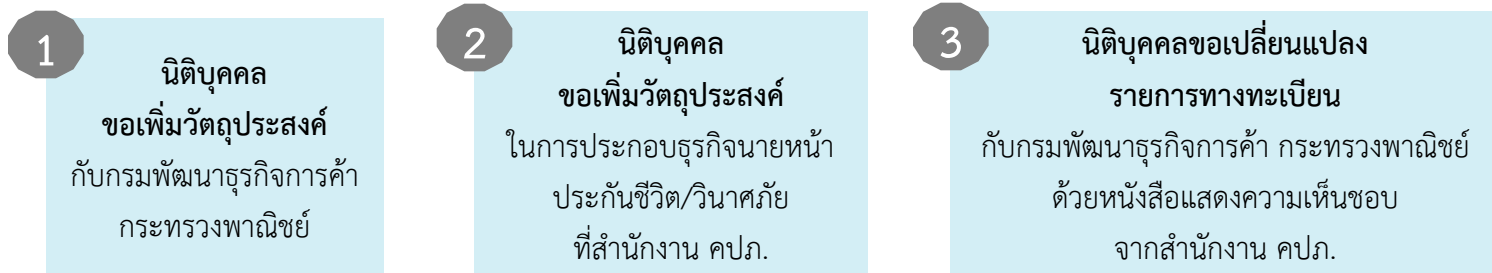 1
นิติบุคคล
ขอเพิ่มวัตถุประสงค์
กับกรมพัฒนาธุรกิจการค้า
กระทรวงพาณิชย์
2
นิติบุคคล
ขอเพิ่มวัตถุประสงค์
ในการประกอบธุรกิจนายหน้า
ประกันชีวิต/วินาศภัย
ที่สำนักงาน คปภ.
3
นิติบุคคลขอเปลี่ยนแปลง
รายการทางทะเบียน
กับกรมพัฒนาธุรกิจการค้า กระทรวงพาณิชย์
ด้วยหนังสือแสดงความเห็นชอบ
จากสำนักงาน คปภ.